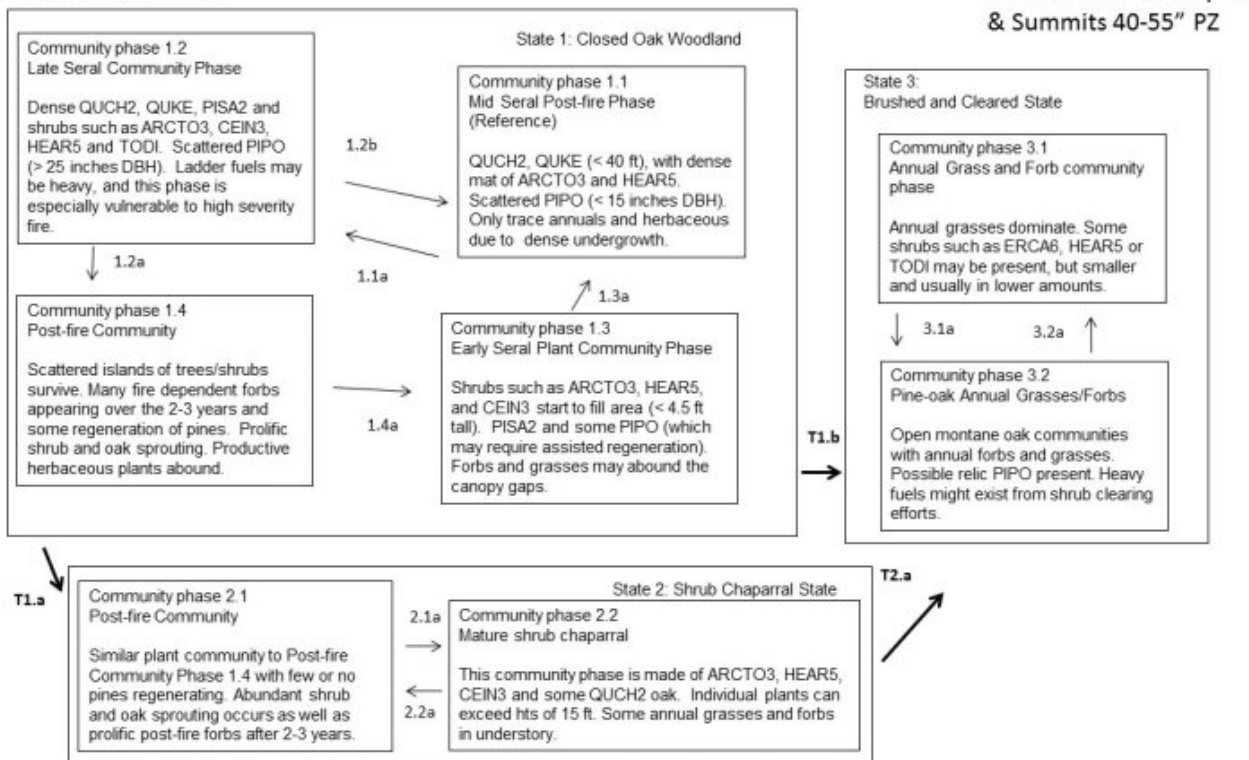 & Summits 40-55” PZ
State 1: Closed Oak Woodland
Community phase 1.2
Late Seral Community Phase
Dense QUCH2, QUKE, PISA2 and
shrubs such as ARCTO3, CEIN3,
HEAR5 and TODI. Scattered PIPO
(> 25 inches DBH). Ladder fuels may
be heavy, and this phase is
especially vulnerable to high severity
fire.
1.2b
Community phase 1.1
Mid Seral Post-fire Phase
(Reference)
QUCH2, QUKE (< 40 ft), with dense
mat of ARCTO3 and HEAR5.
Scattered PIPO (< 15 inches DBH).
Only trace annuals and herbaceous
due to dense undergrowth.
1.2a
1.1a
1.3a
Community phase 1.4
Post-fire Community
Scattered islands of trees/shrubs
survive. Many fire dependent forbs
appearing over the 2-3 years and
some regeneration of pines. Prolific
shrub and oak sprouting. Productive
herbaceous plants abound.
1.4a
Community phase 1.3
Early Seral Plant Community Phase
Shrubs such as ARCTO3, HEAR5,
and CEIN3 start to fill area (< 4.5 ft
tall). PISA2 and some PIPO (which
may require assisted regeneration).
Forbs and grasses may abound the
canopy gaps.
T1.b
State 3:
Brushed and Cleared State
Community phase 3.1
Annual Grass and Forb community
phase
Annual grasses dominate. Some
shrubs such as ERCA6, HEAR5 or
TODI may be present, but smaller
and usually in lower amounts.
3.1a
3.2a
Community phase 3.2
Pine-oak Annual Grasses/Forbs
Open montane oak communities
with annual forbs and grasses.
Possible relic PIPO present. Heavy
fuels might exist from shrub clearing
efforts.
T1.a
T2.a
State 2: Shrub Chaparral State
Community phase 2.1
Post-fire Community
Similar plant community to Post-fire
Community Phase 1.4 with few or no
pines regenerating. Abundant shrub
and oak sprouting occurs as well as
prolific post-fire forbs after 2-3 years.
2.1a
2.2a
Community phase 2.2
Mature shrub chaparral
This community phase is made of ARCTO3, HEAR5,
CEIN3 and some QUCH2 oak. Individual plants can
exceed hts of 15 ft. Some annual grasses and forbs
in understory.